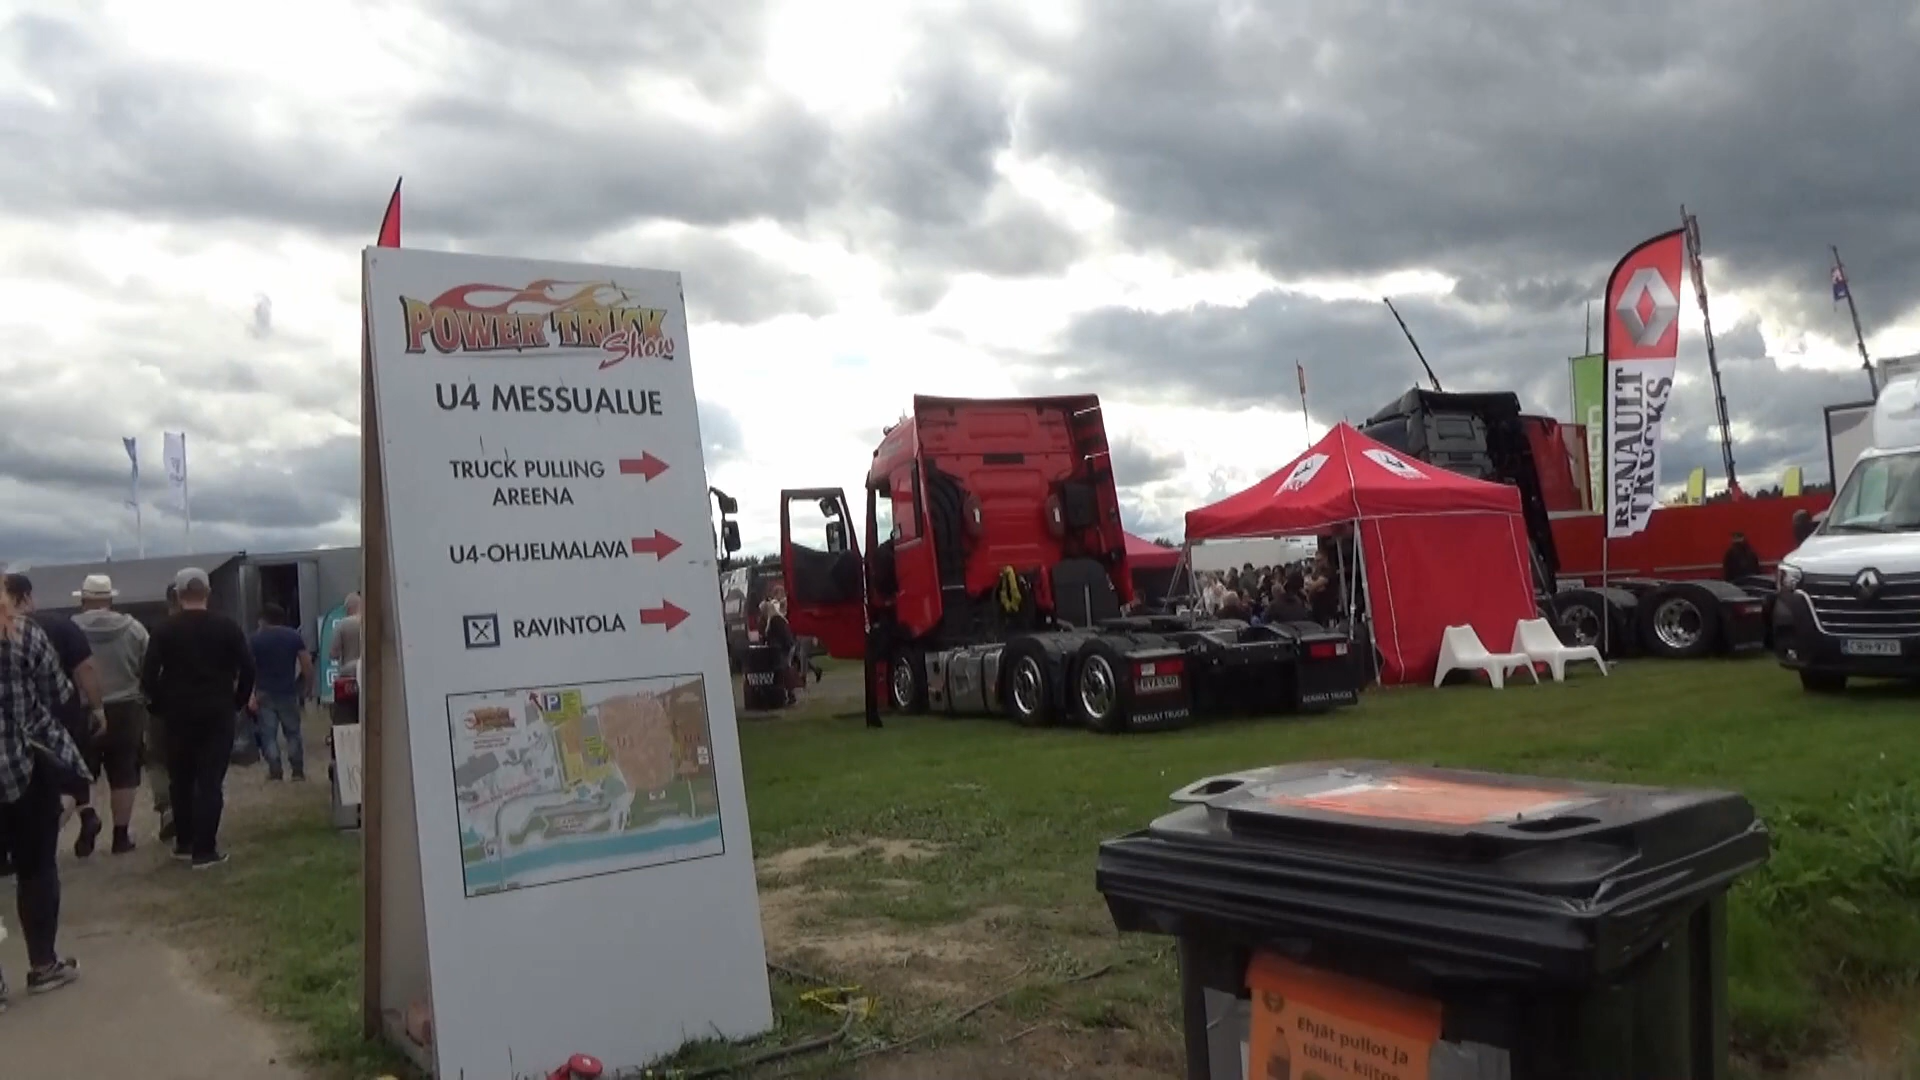 POWER TRUCK
Show
U4 MESSUALUE
TRUCK PULLING
AREENA
U4-OHJELMALAVA
RAVINTOLA
P
RENAULT
TRUCKS
RENAULT TRUCKS
RENAULT TRUCKS
Ehjät pullot ja
tölkit, kiitos